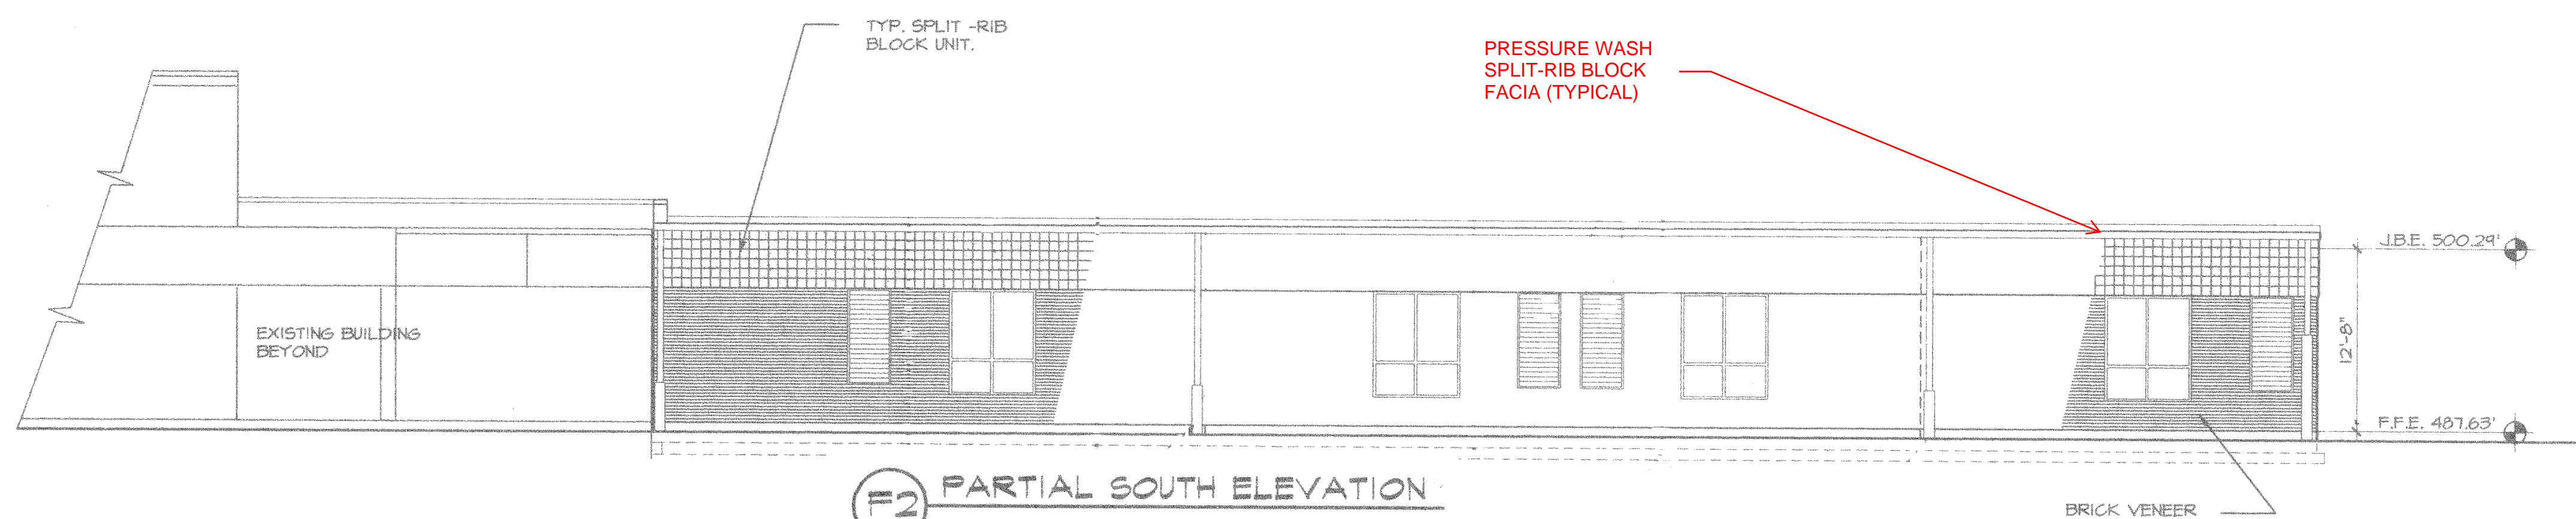 TYP. SPLIT -RIB
BLOCK UNIT.
PRESSURE WASH
SPLIT-RIB BLOCK
FACIA (TYPICAL)
J.B.E. 500.29'
EXISTING BUILDING
BEYOND
12'-8"
F.F.E. 487.63'
F2 PARTIAL SOUTH ELEVATION
BRICK VENEER